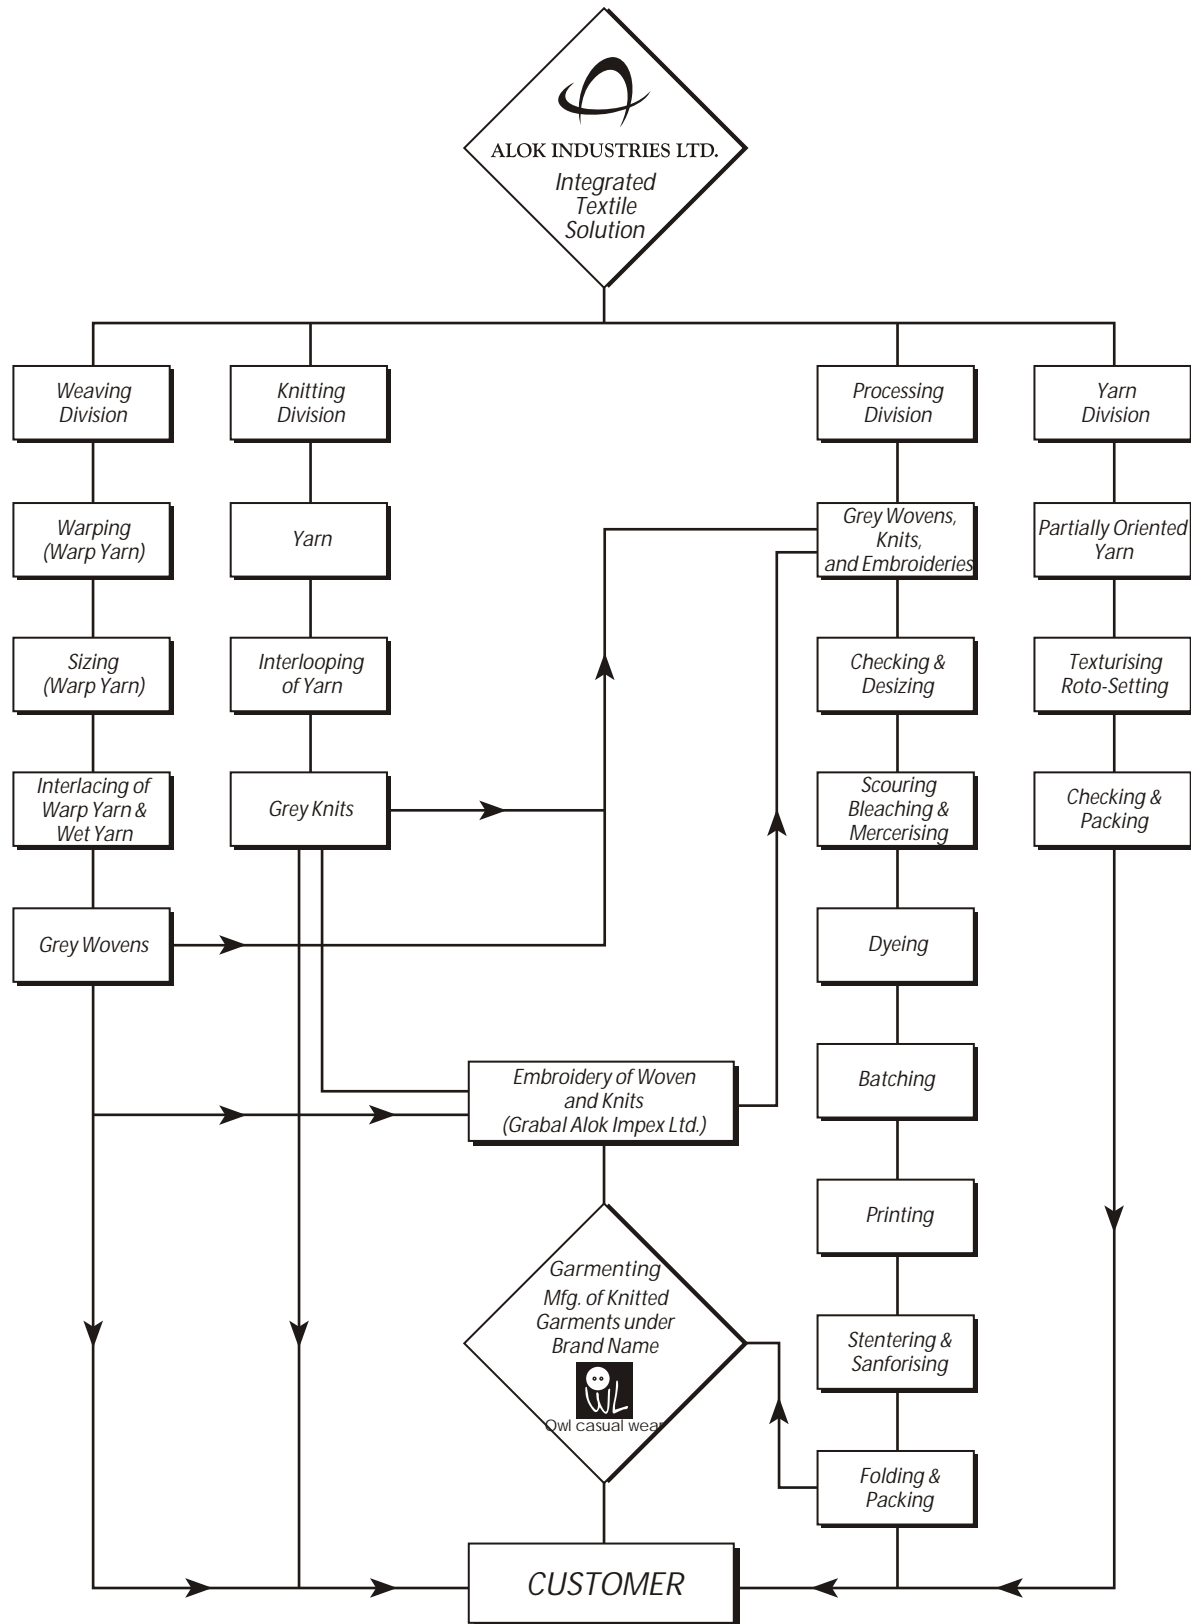 ALOK INDUSTRIES LTD.
Integrated
Textile
Solution
Weaving
Division
Knitting
Division
Processing
Division
Yarn
Division
Warping
(Warp Yarn)
Yarn
Grey Wovens,
Knits,
and Embroideries
Partially Oriented
Yarn
Sizing
(Warp Yarn)
Interlooping
of Yarn
Checking &
Desizing
Texturising
Roto-Setting
Interlacing of
Warp Yarn &
Wet Yarn
Grey Knits
Scouring
Bleaching &
Mercerising
Checking &
Packing
Grey Wovens
Dyeing
Embroidery of Woven
and Knits
(Grabal Alok Impex Ltd.)
Batching
Printing
Garmenting
Mfg. of Knitted
Garments under
Brand Name
OWL
Owl casual wear
Stentering &
Sanforising
Folding &
Packing
CUSTOMER